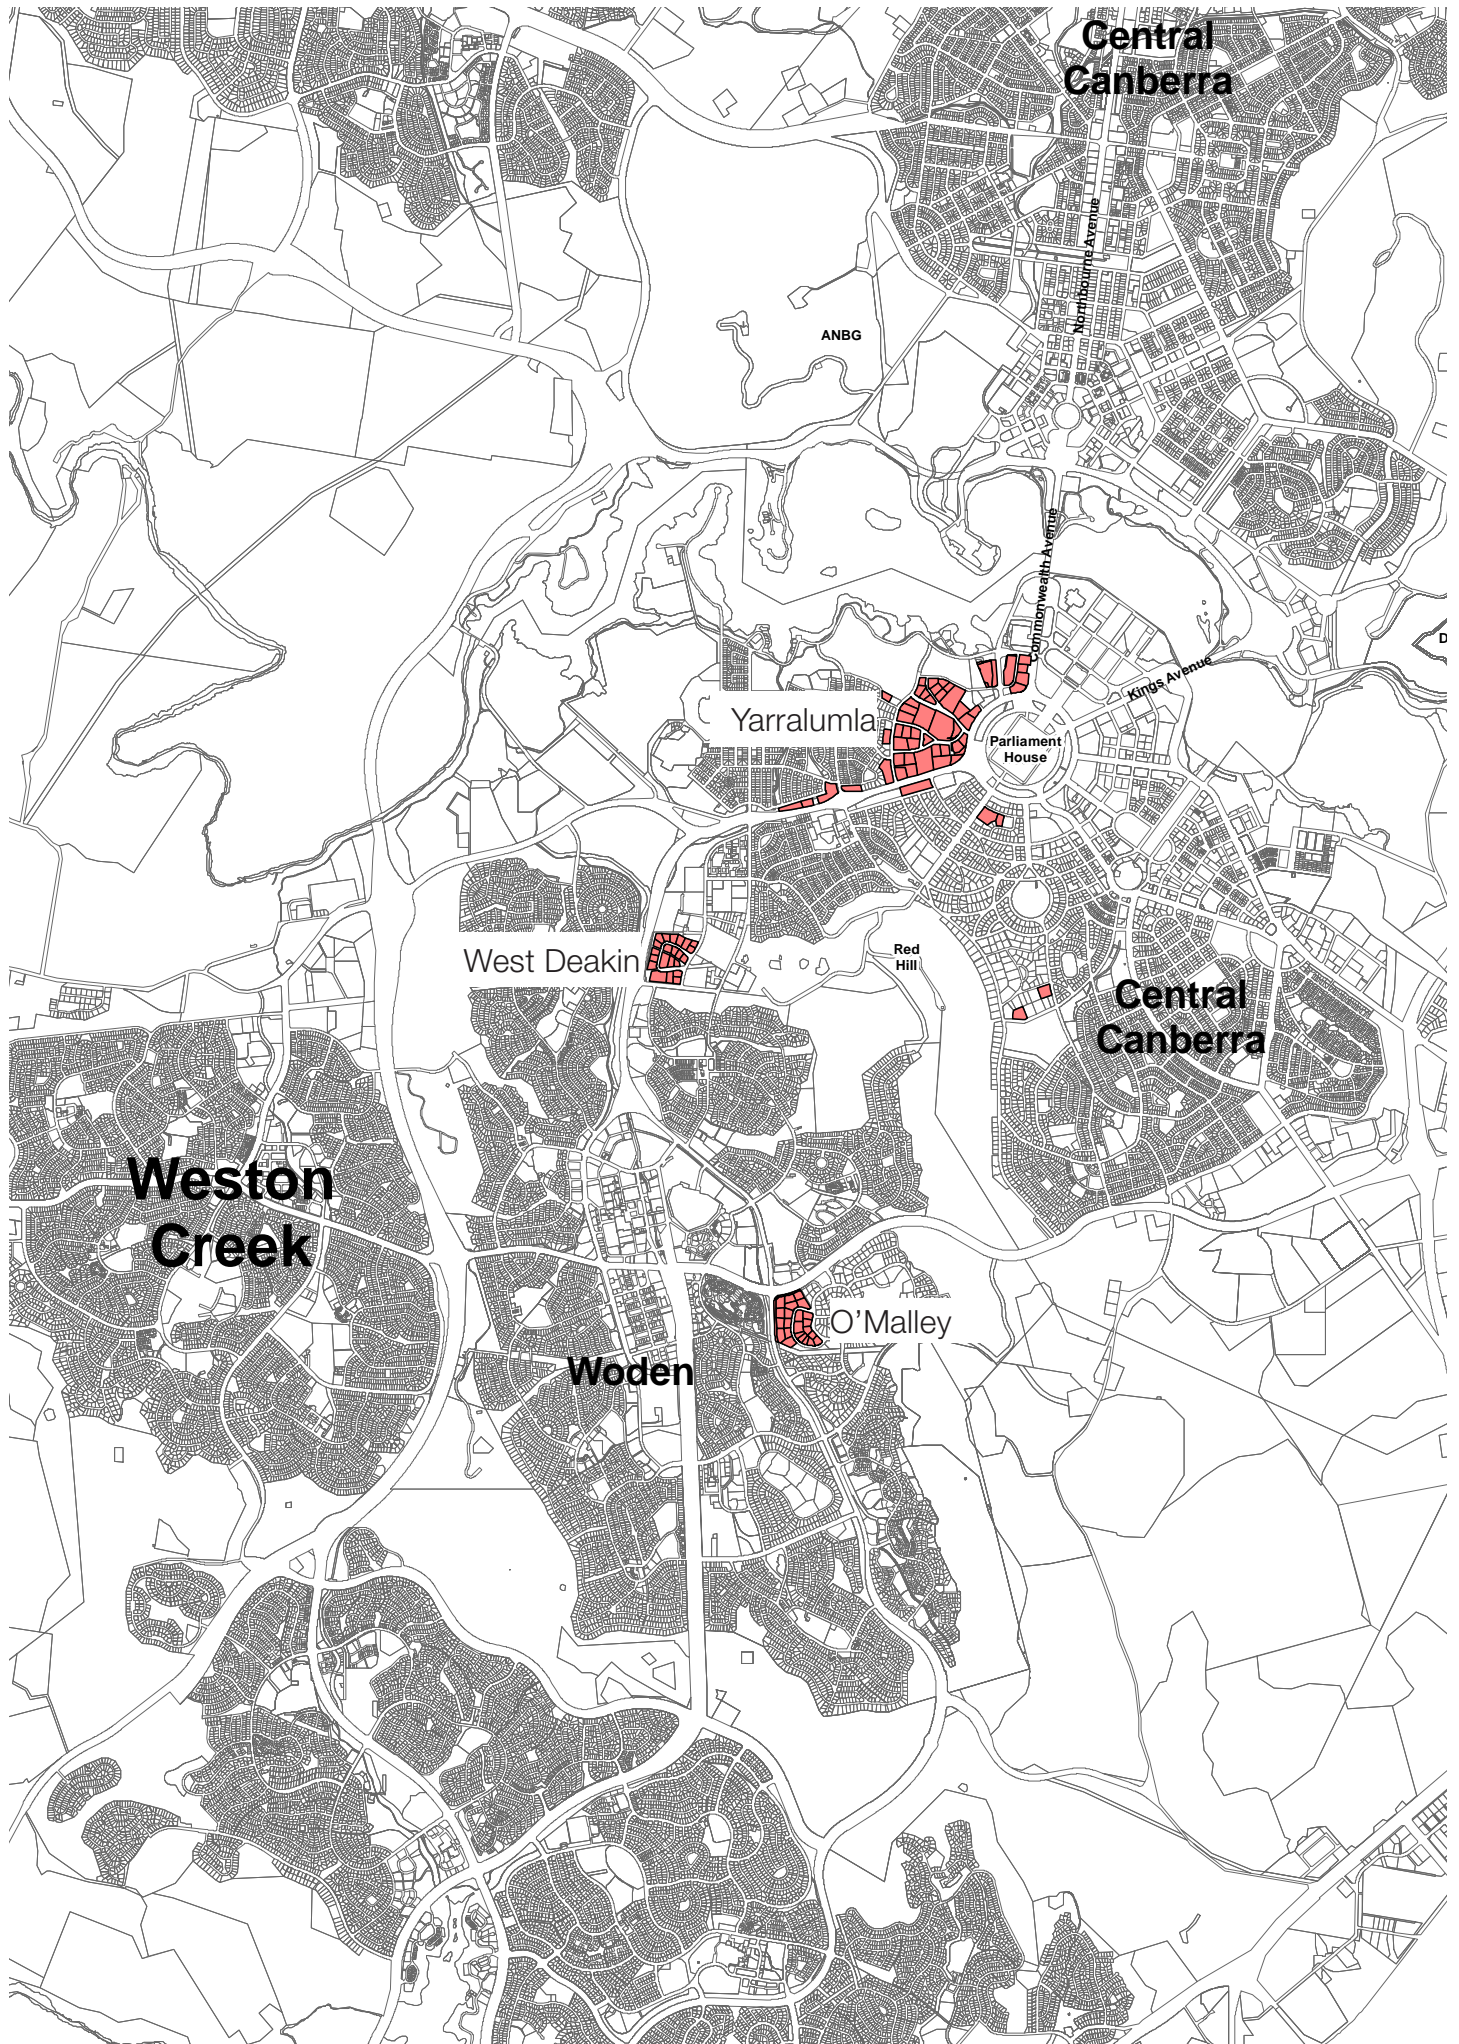 Central
Canberra
Northbourne Avenue
ANBG
Commonwealth Avenue
D
Kings Avenue
Yarralumla
Parliament
House
West Deakin
Red
Hill
Central
Canberra
Weston
Creek
O’Malley
Woden